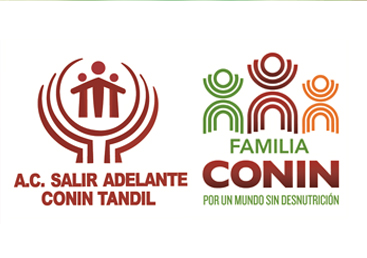 A.C. SALIR ADELANTE
CONIN TANDIL
FAMILIA
CONIN
POR UN MUNDO SIN DESNUTRICIÓN